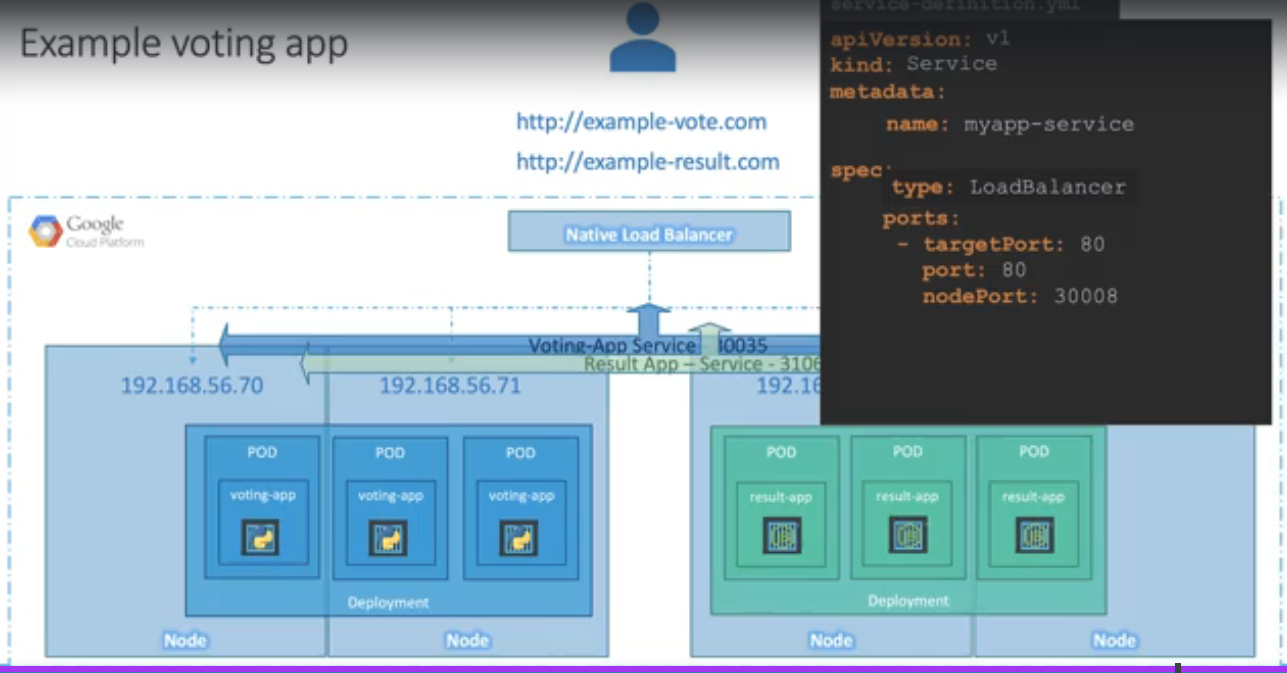 Example voting app
http://example-vote.com
http://example-result.com
service-definition.yml
apiVersion: v1
kind: Service
metadata:
name: myapp-service
spec:
type: LoadBalancer
ports:
- targetPort: 80
port: 80
nodePort: 30008
Google
Cloud Platform
Native Load Balancer
Voting-App Service
Result App – Service - 3106
192.168.56.70
192.168.56.71
192.16
POD
POD
POD
voting-app
voting-app
voting-app
Deployment
Node
Node
POD
POD
POD
result-app
result-app
result-app
Deployment
Node
Node